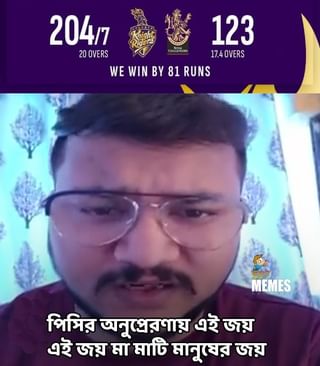 204/7 123
20 OVERS 17.4 OVERS
WE WIN BY 81 RUNS
MEMES
পিসির অনুপ্রেরণায় এই জয়
এই জয় মা মাটি মানুষের জয়